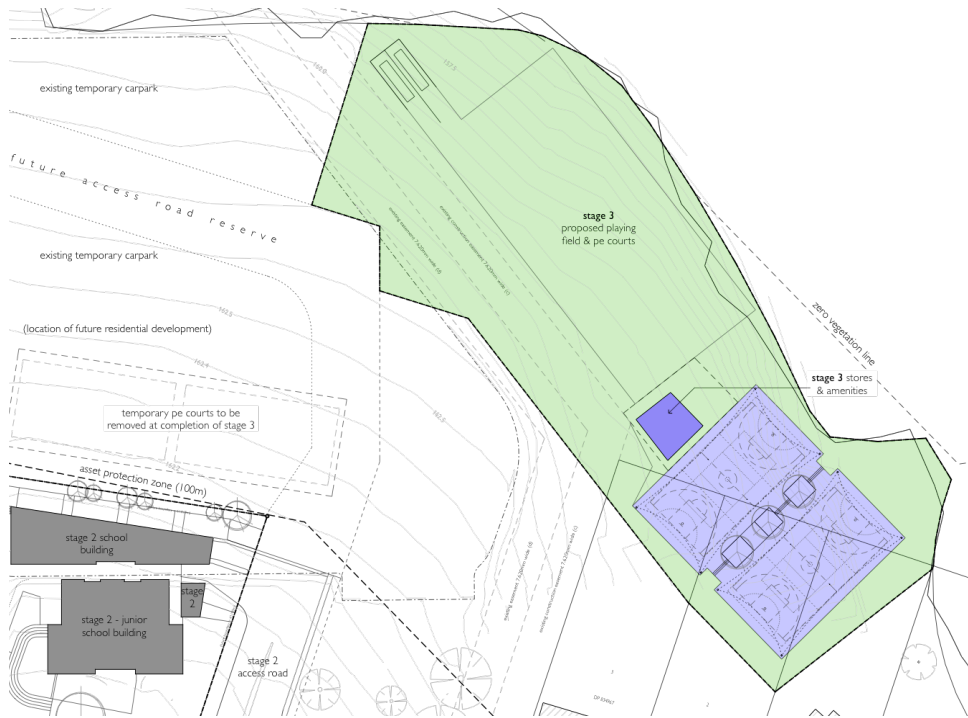 existing temporary carpark
future access road reserve
existing temporary carpark
(location of future residential development)
temporary pe courts to be
removed at completion of stage 3
asset protection zone (100m)
stage 2 school
building
stage
2
stage 2 - junior
school building
stage 2
access road
stage 3
proposed playing
field & pe courts
zero vegetation line
stage 3 stores
& amenities
162.5